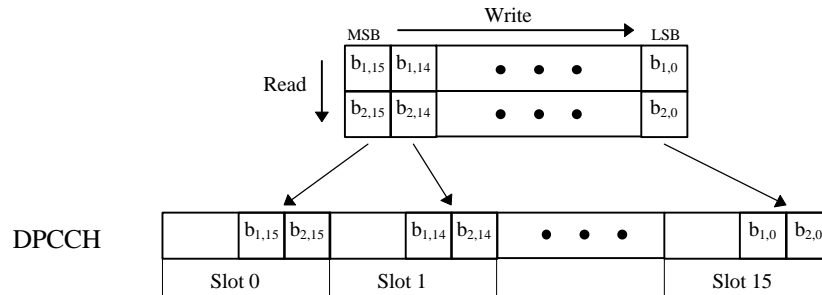 Write
MSB LSB
b1,15 b1,14 • • • b1,0
Read
b2,15 b2,14 • • • b2,0
DPCCH b1,15 b2,15 b1,14 b2,14 • • • b1,0 b2,0
Slot 0 Slot 1 Slot 15